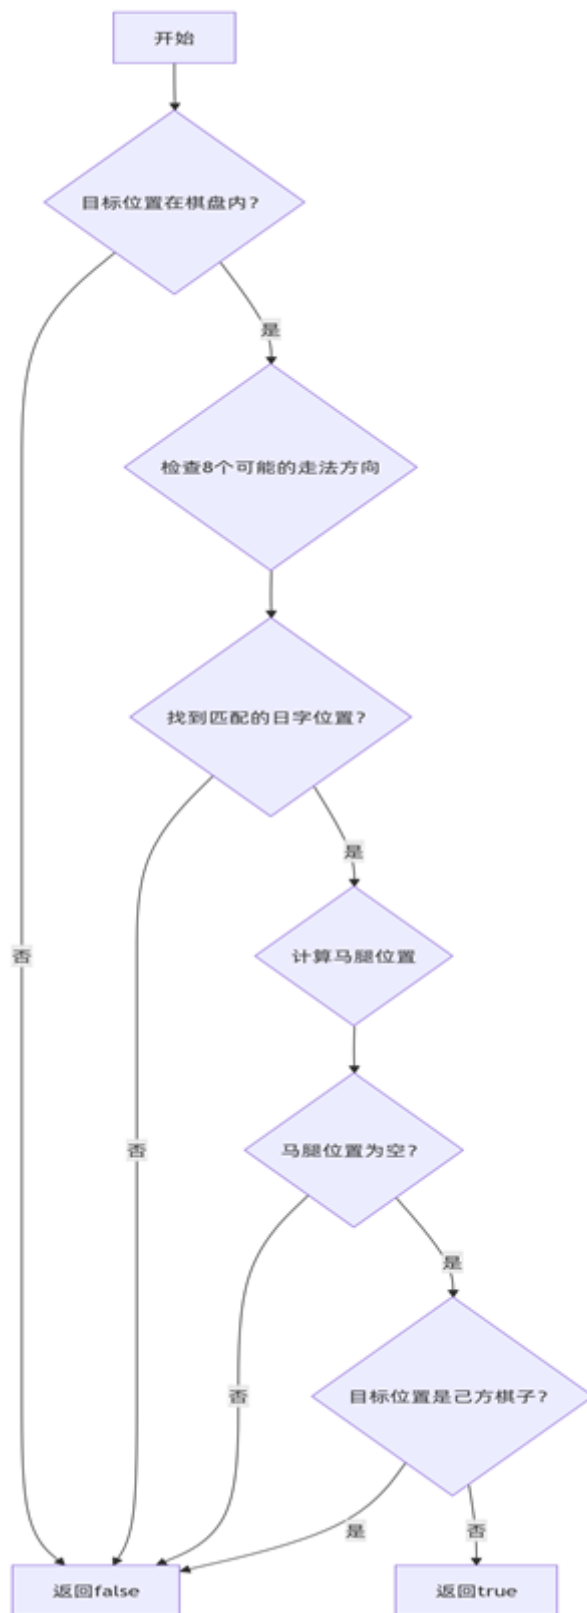 开始
目标位置在棋盘内?
是
检查8个可能的走法方向
找到匹配的日字位置?
是
计算马腿位置
否
马腿位置为空?
否
是
目标位置是己方棋子?
否
是
否
返回false
返回true